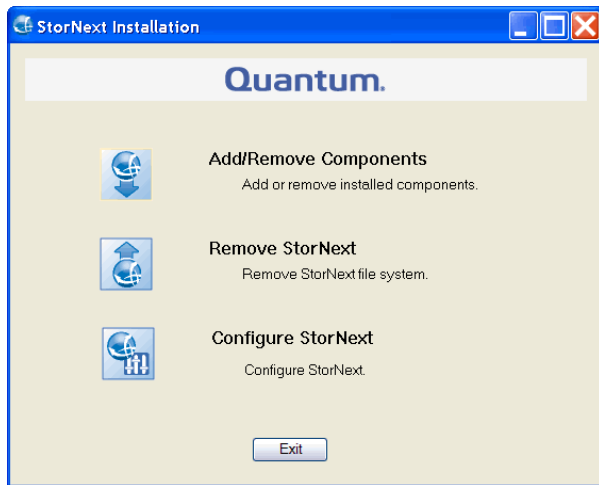 StorNext Installation
Quantum.
Add/Remove Components
Add or remove installed components.
Remove StorNext
Remove StorNext file system.
Configure StorNext
Configure StorNext.
Exit